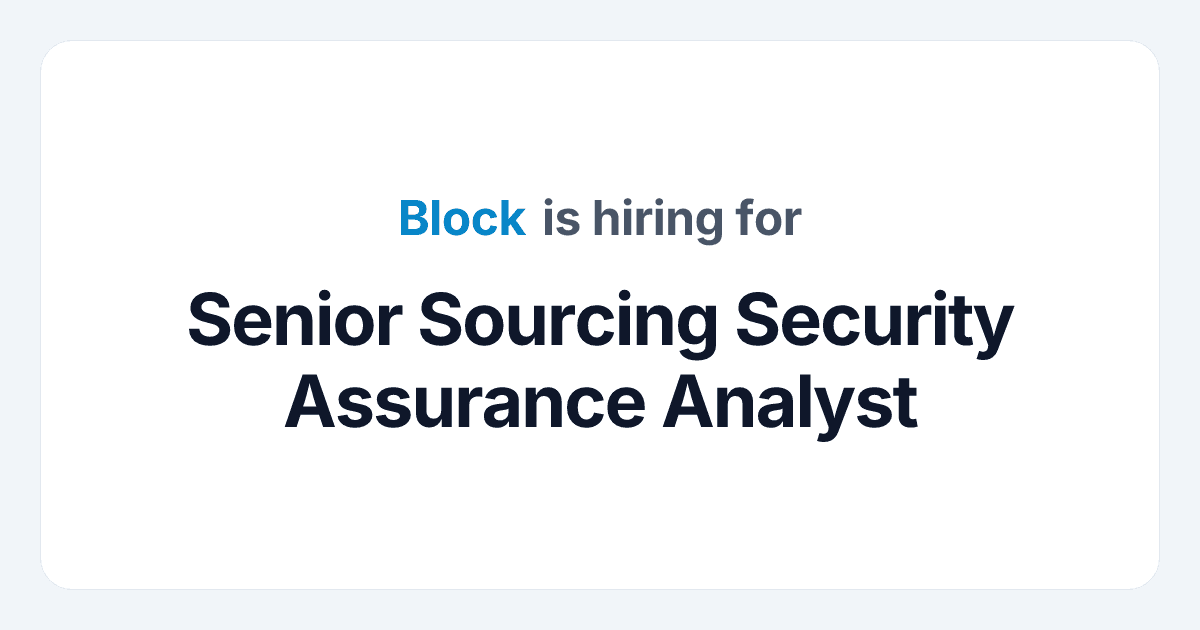 Block is hiring for
Senior Sourcing Security
Assurance Analyst